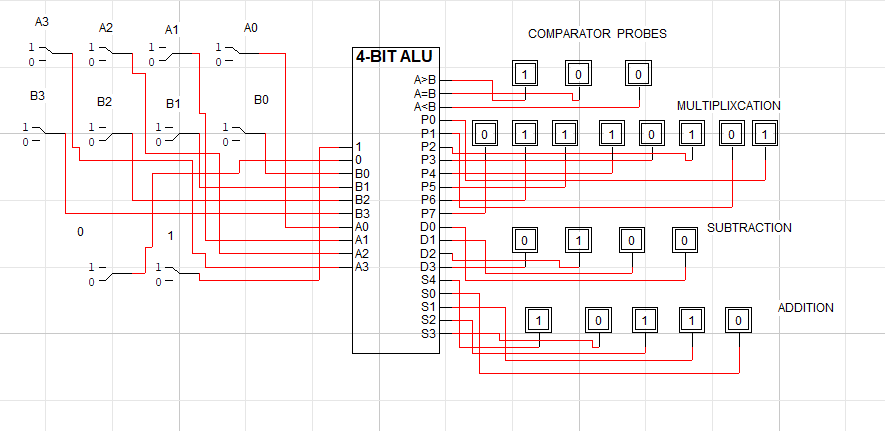 A3 A2 A1 A0
1 1 1 1
0 0 0 0
B3 B2 B1 B0
1 1 1 1
0 0 0 0
0 1
1 1
0 0
4-BIT ALU
1
0
B0
B1
B2
B3
A0
A1
A2
A3
A>B
A=B
A<B
P0
P1
P2
P3
P4
P5
P6
P7
D0
D1
D2
D3
S4
S0
S1
S2
S3
COMPARATOR PROBES
1 0 0
MULTIPLIXCATION
0 1 1 1 0 1 0 1
SUBTRACTION
0 1 0 0
ADDITION
1 0 1 1 0